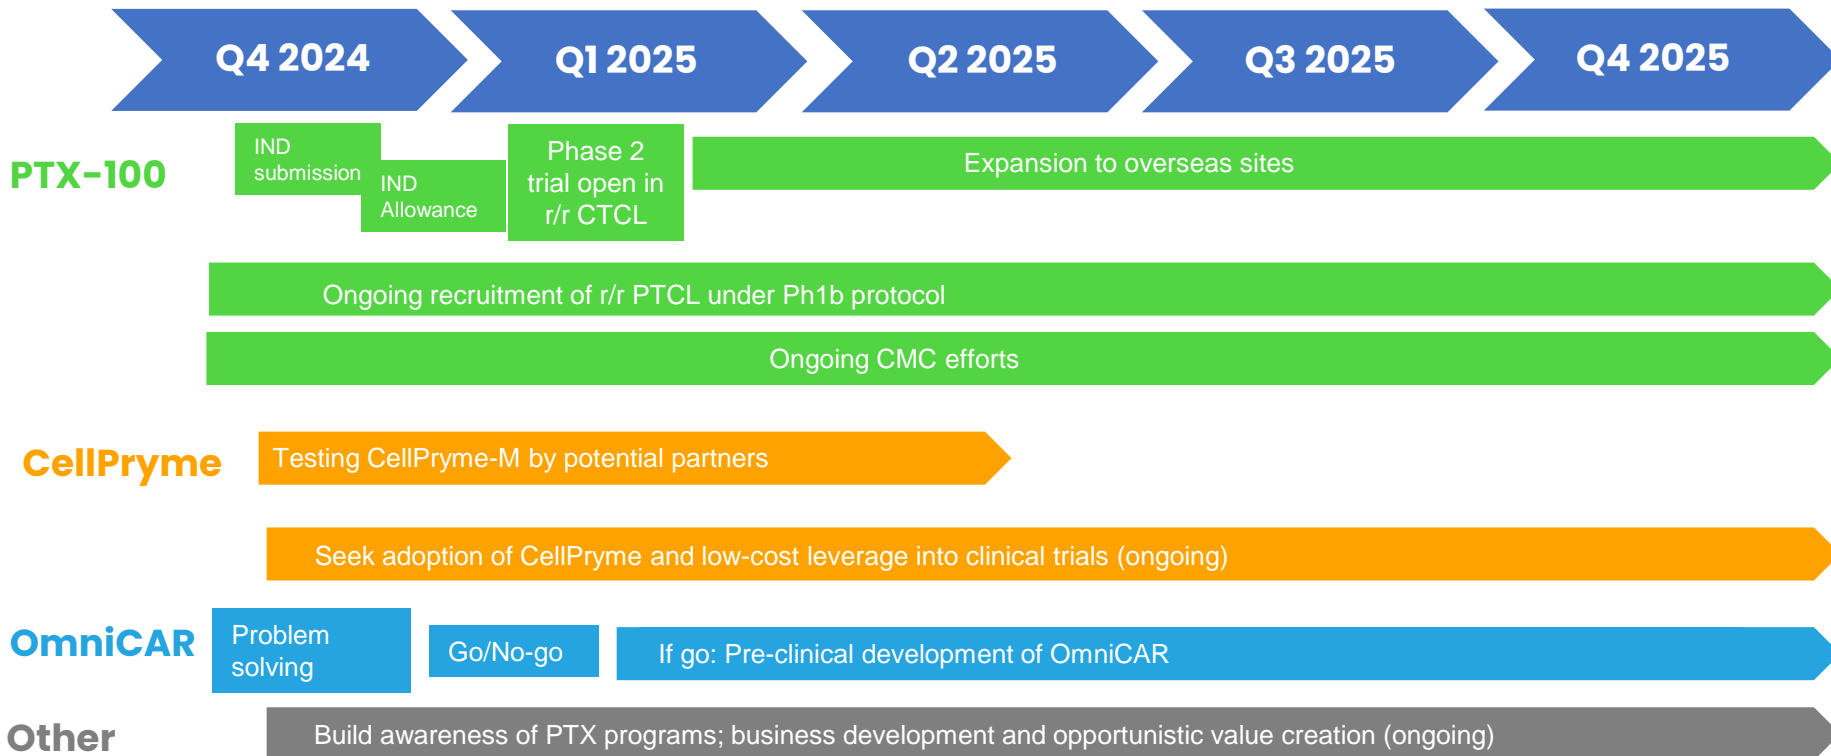 Q4 2024
Q1 2025
Q2 2025
Q3 2025
Q4 2025
PTX-100
IND
submission
IND
Allowance
Phase 2
trial open in
r/r CTCL
Expansion to overseas sites
Ongoing recruitment of r/r PTCL under Ph1b protocol
Ongoing CMC efforts
CellPryme
Testing CellPryme-M by potential partners
Seek adoption of CellPryme and low-cost leverage into clinical trials (ongoing)
OmniCAR
Problem
solving
Go/No-go
If go: Pre-clinical development of OmniCAR
Other
Build awareness of PTX programs; business development and opportunistic value creation (ongoing)